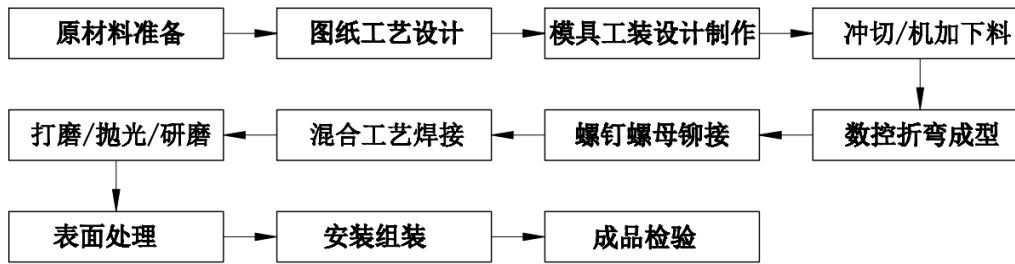 原材料准备
图纸工艺设计
模具工装设计制作
冲切/机加下料
数控折弯成型
螺钉螺母铆接
混合工艺焊接
打磨/抛光/研磨
表面处理
安装组装
成品检验